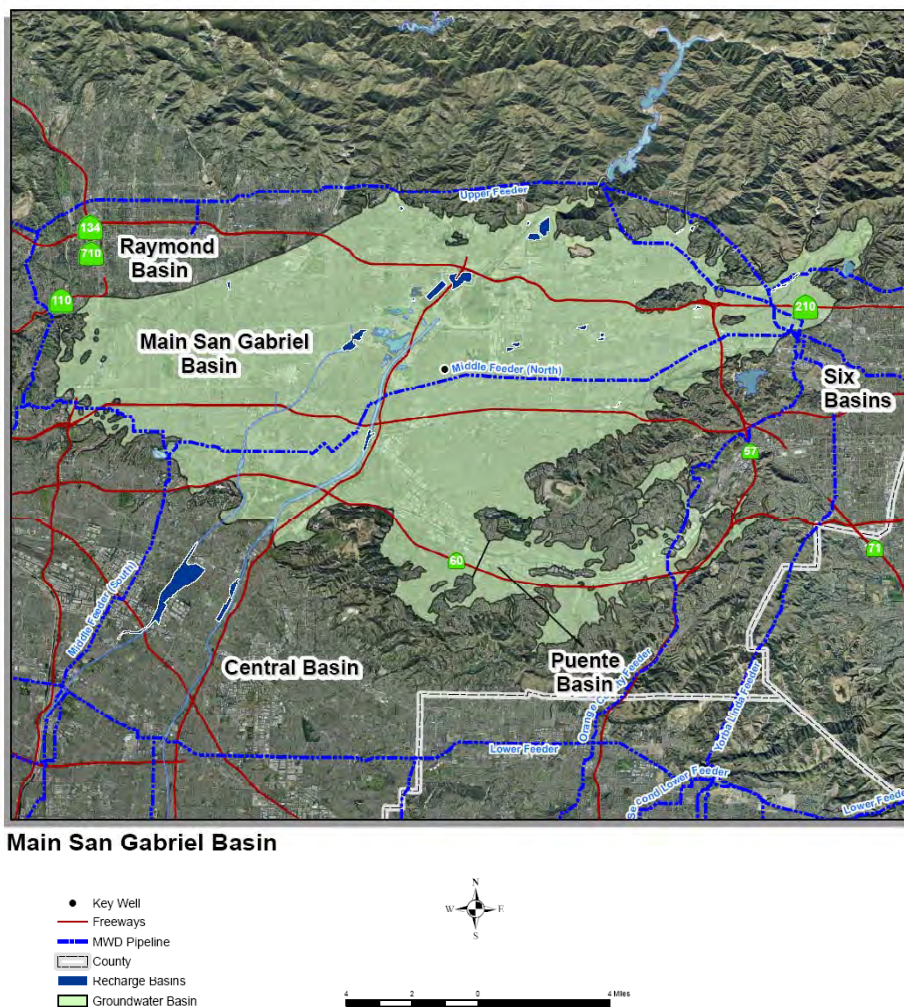 Upper Feeder
134
710
Raymond
Basin
110
210
Main San Gabriel
Basin
Middle Feeder (North)
Six
Basins
57
60
71
Middle Feeder (South)
Central Basin
Puente
Basin
Orange County Feeder
Yorba Linda Feeder
Lower Feeder
Second Lower Feeder
Lower Feeder
Main San Gabriel Basin
N
W E
S
Key Well
Freeways
MWD Pipeline
County
Recharge Basins
Groundwater Basin
4 2 0 4 Miles